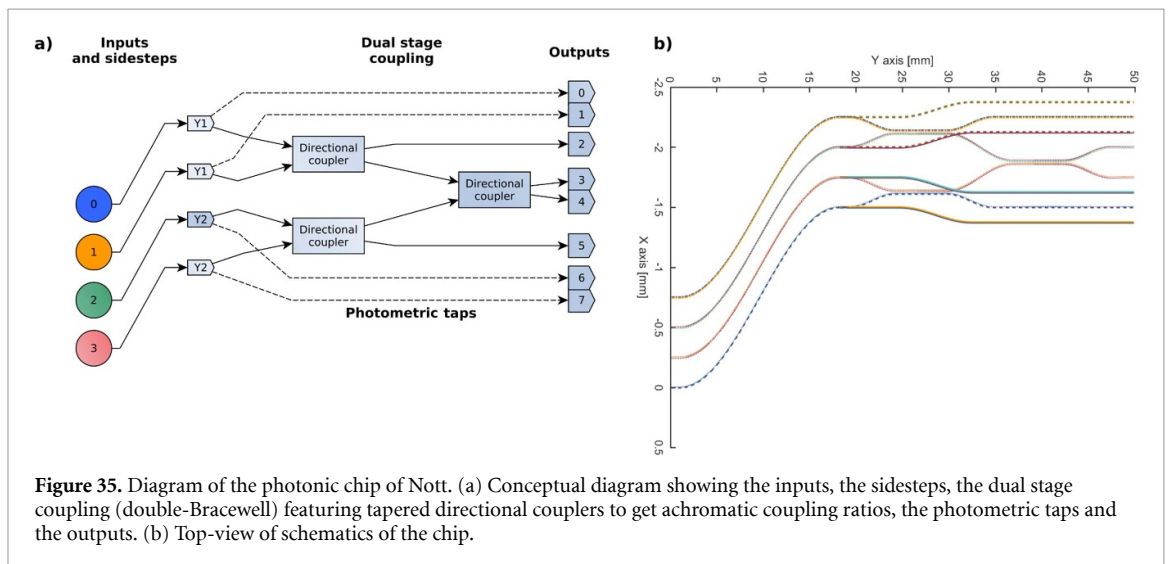 a)
Inputs
and sidesteps
Dual stage
coupling
Outputs
0
1
2
3
Y1
Y1
Y2
Y2
Directional
coupler
Directional
coupler
Directional
coupler
0
1
2
3
4
5
6
7
Photometric taps
b)
Y axis [mm]
0
5
10
15
20
25
30
35
40
45
50
-2.5
-2
-1.5
-1
-0.5
0
0.5
X axis [mm]
Figure 35. Diagram of the photonic chip of Nott. (a) Conceptual diagram showing the inputs, the sidesteps, the dual stage
coupling (double-Bracewell) featuring tapered directional couplers to get achromatic coupling ratios, the photometric taps and
the outputs. (b) Top-view of schematics of the chip.